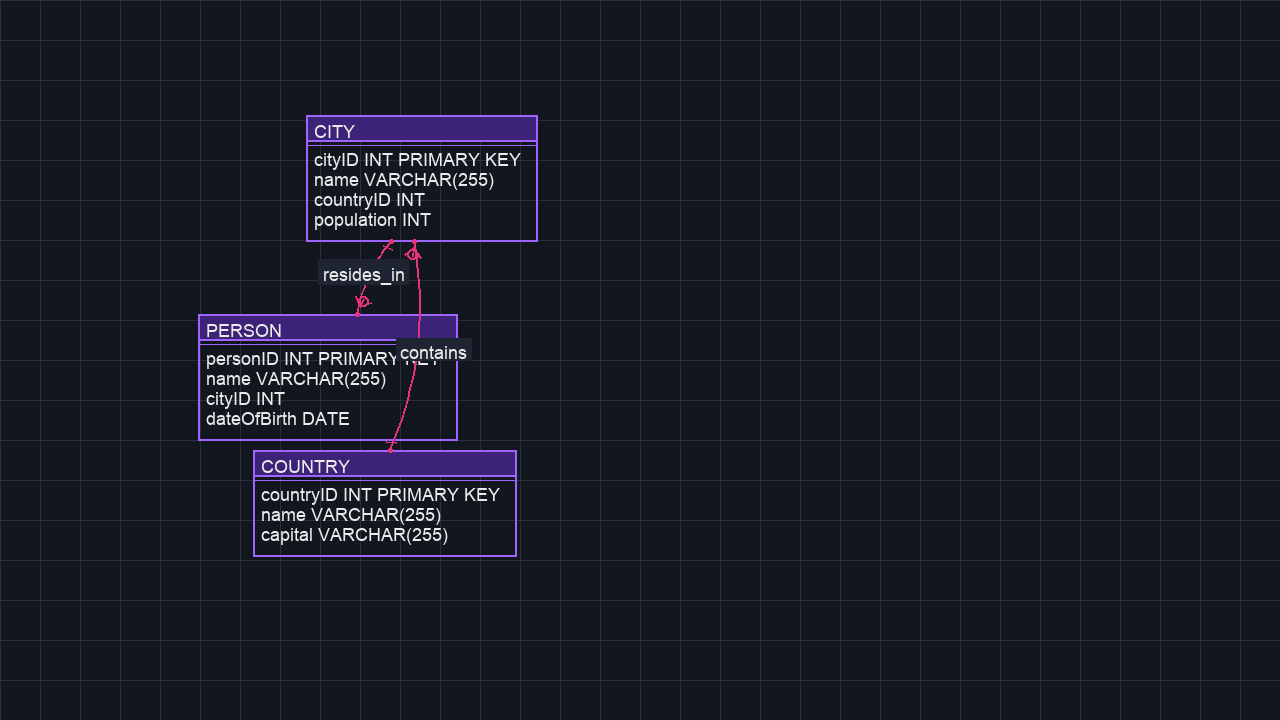 CITY
cityID INT PRIMARY KEY
name VARCHAR(255)
countryID INT
population INT
resides_in
PERSON
personID INT PRIMARY KEY
name VARCHAR(255)
cityID INT
dateOfBirth DATE
contains
COUNTRY
countryID INT PRIMARY KEY
name VARCHAR(255)
capital VARCHAR(255)